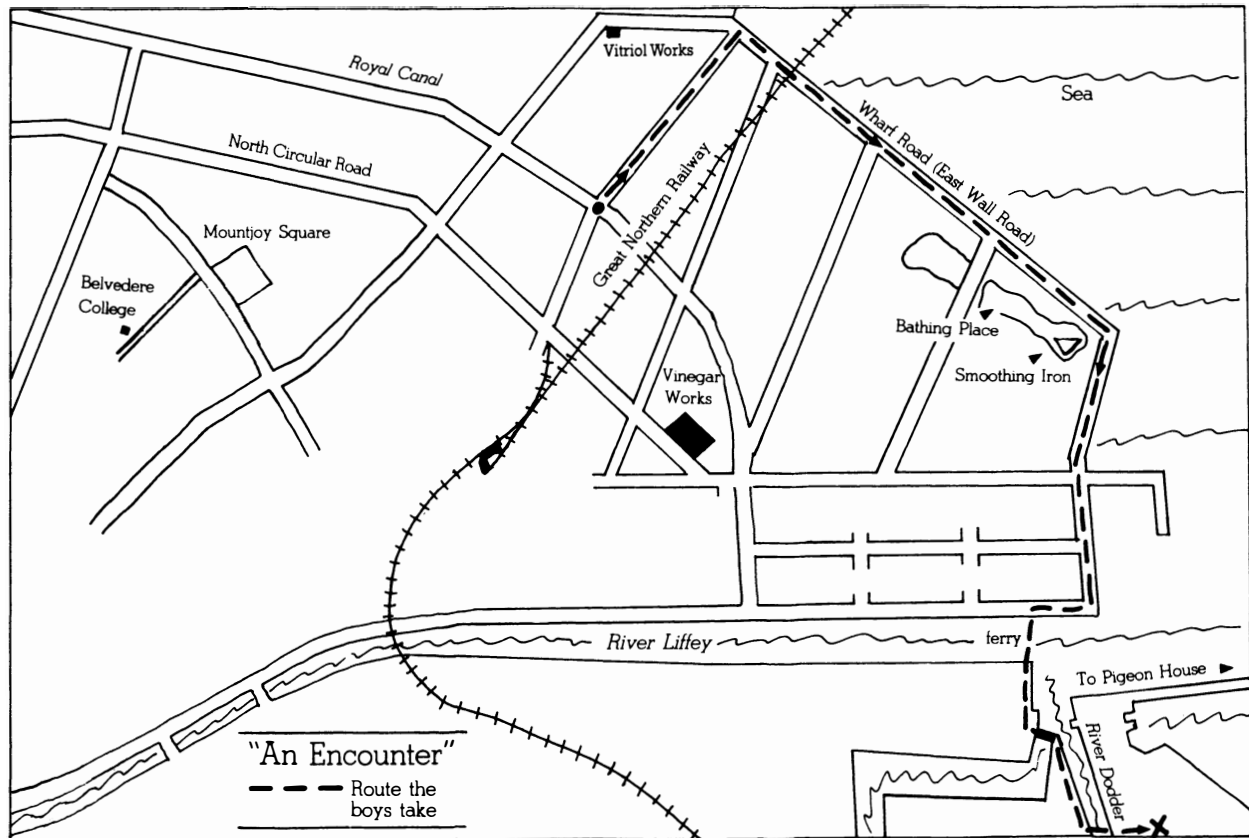 Vitriol Works
Royal Canal
Sea
North Circular Road
Wharf Road (East Wall Road)
Great Northern Railway
Mountjoy Square
Belvedere
College
Bathing Place
Smoothing Iron
Vinegar
Works
River Liffey
ferry
To Pigeon House
River Dodder
"An Encounter"
Route the
boys take